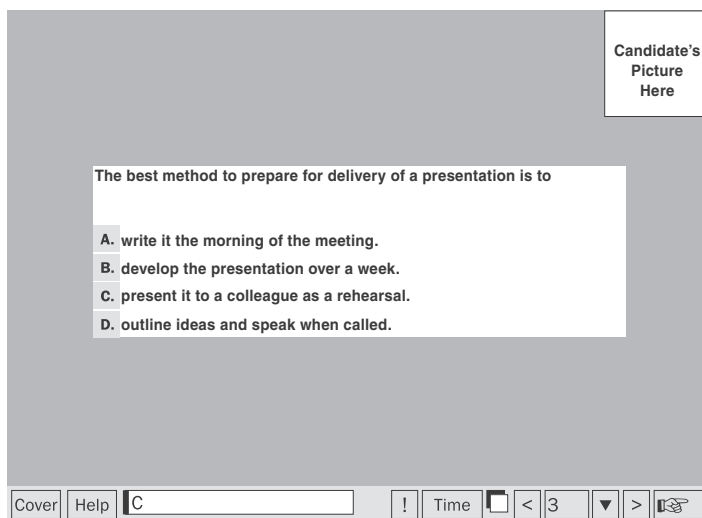 Candidate's
Picture
Here
The best method to prepare for delivery of a presentation is to
A. write it the morning of the meeting.
B. develop the presentation over a week.
C. present it to a colleague as a rehearsal.
D. outline ideas and speak when called.
Cover Help C ! Time < 3 ▼ >